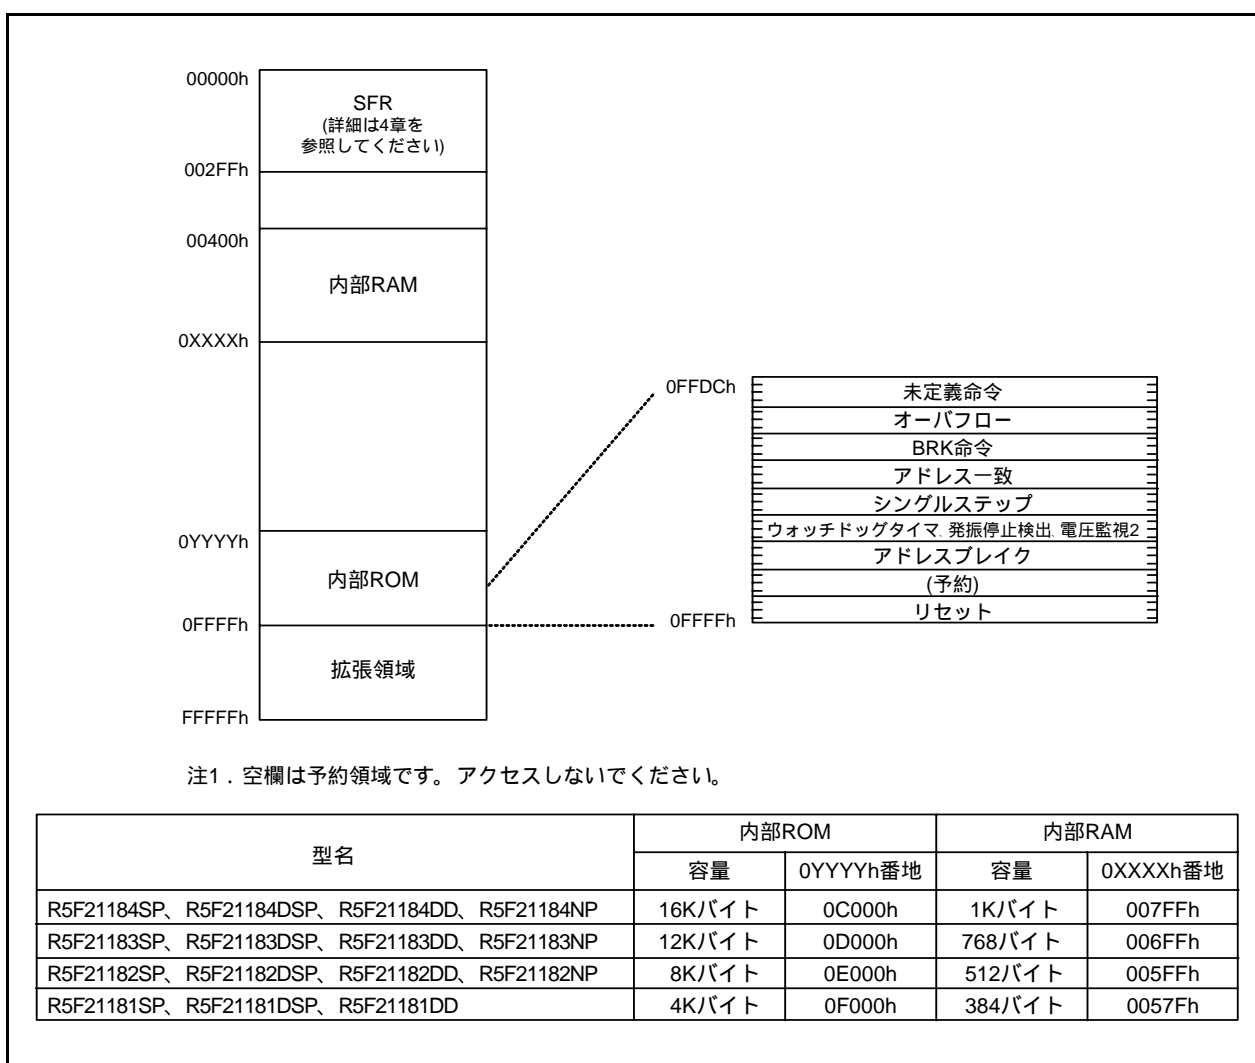 00000h
SFR
(詳細は4章を
参照してください)
002FFh
00400h
内部RAM
0XXXXh
0YYYYh
内部ROM
0FFFFh
拡張領域
FFFFFh
0FFDCh
未定義命令
オーバフロー
BRK命令
アドレス一致
シングルステップ
ウォッチドッグタイマ、発振停止検出、電圧監視2
アドレスブレイク
(予約)
リセット
0FFFFh
注1．空欄は予約領域です。アクセスしないでください。
型名 内部ROM 内部RAM
容量 0YYYYh番地 容量 0XXXXh番地
R5F21184SP、R5F21184DSP、R5F21184DD、R5F21184NP 16Kバイト 0C000h 1Kバイト 007FFh
R5F21183SP、R5F21183DSP、R5F21183DD、R5F21183NP 12Kバイト 0D000h 768バイト 006FFh
R5F21182SP、R5F21182DSP、R5F21182DD、R5F21182NP 8Kバイト 0E000h 512バイト 005FFh
R5F21181SP、R5F21181DSP、R5F21181DD 4Kバイト 0F000h 384バイト 0057Fh